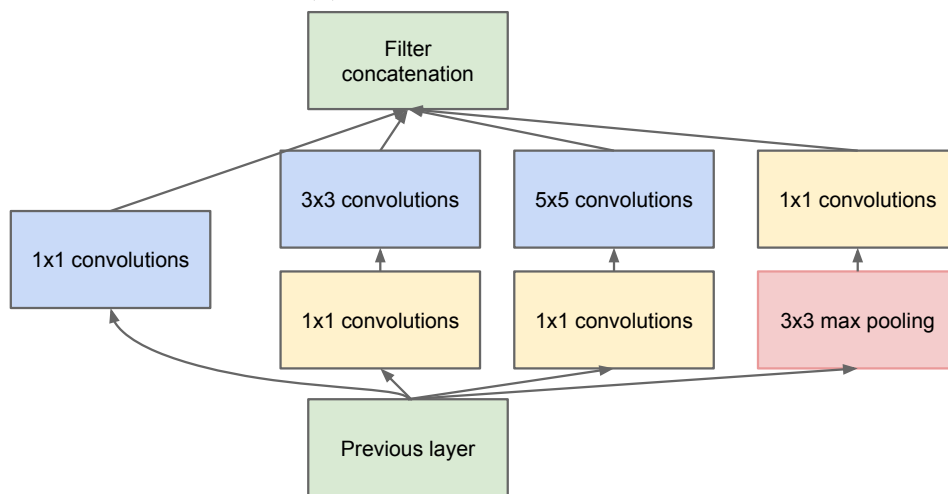 Filter
concatenation
3x3 convolutions
5x5 convolutions
1x1 convolutions
1x1 convolutions
1x1 convolutions
1x1 convolutions
3x3 max pooling
Previous layer